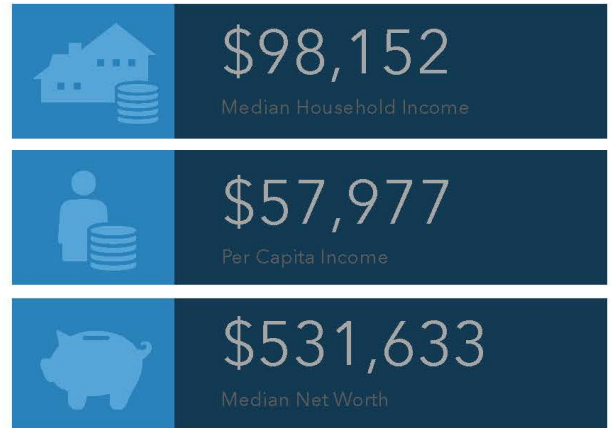 $98,152
Median Household Income
$57,977
Per Capita Income
$531,633
Median Net Worth